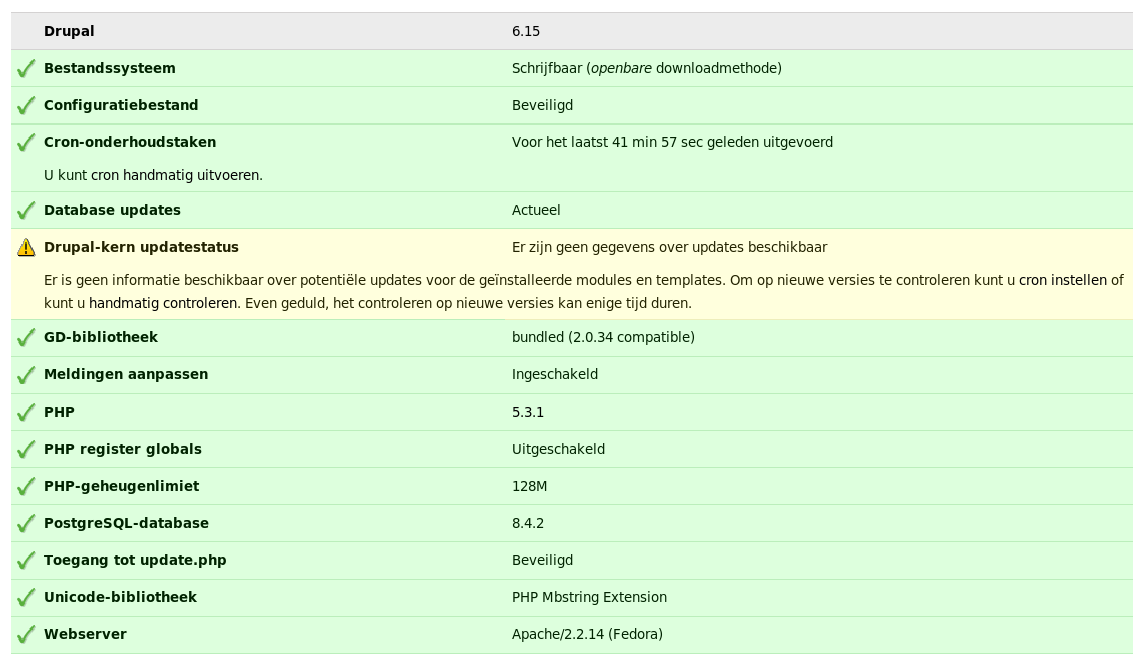 Drupal 6.15
Bestandssysteem Schrijfbaar (openbare downloadmethode)
Configuratiebestand Beveiligd
Cron-onderhoudstaken Voor het laatst 41 min 57 sec geleden uitgevoerd
U kunt cron handmatig uitvoeren.
Database updates Actueel
Drupal-kern updatestatus Er zijn geen gegevens over updates beschikbaar
Er is geen informatie beschikbaar over potentiële updates voor de geïnstalleerde modules en templates. Om op nieuwe versies te controleren kunt u cron instellen of
kunt u handmatig controleren. Even geduld, het controleren op nieuwe versies kan enige tijd duren.
GD-bibliotheek bundled (2.0.34 compatible)
Meldingen aanpassen Ingeschakeld
PHP 5.3.1
PHP register globals Uitgeschakeld
PHP-geheugenlimiet 128M
PostgreSQL-database 8.4.2
Toegang tot update.php Beveiligd
Unicode-bibliotheek PHP Mbstring Extension
Webserver Apache/2.2.14 (Fedora)